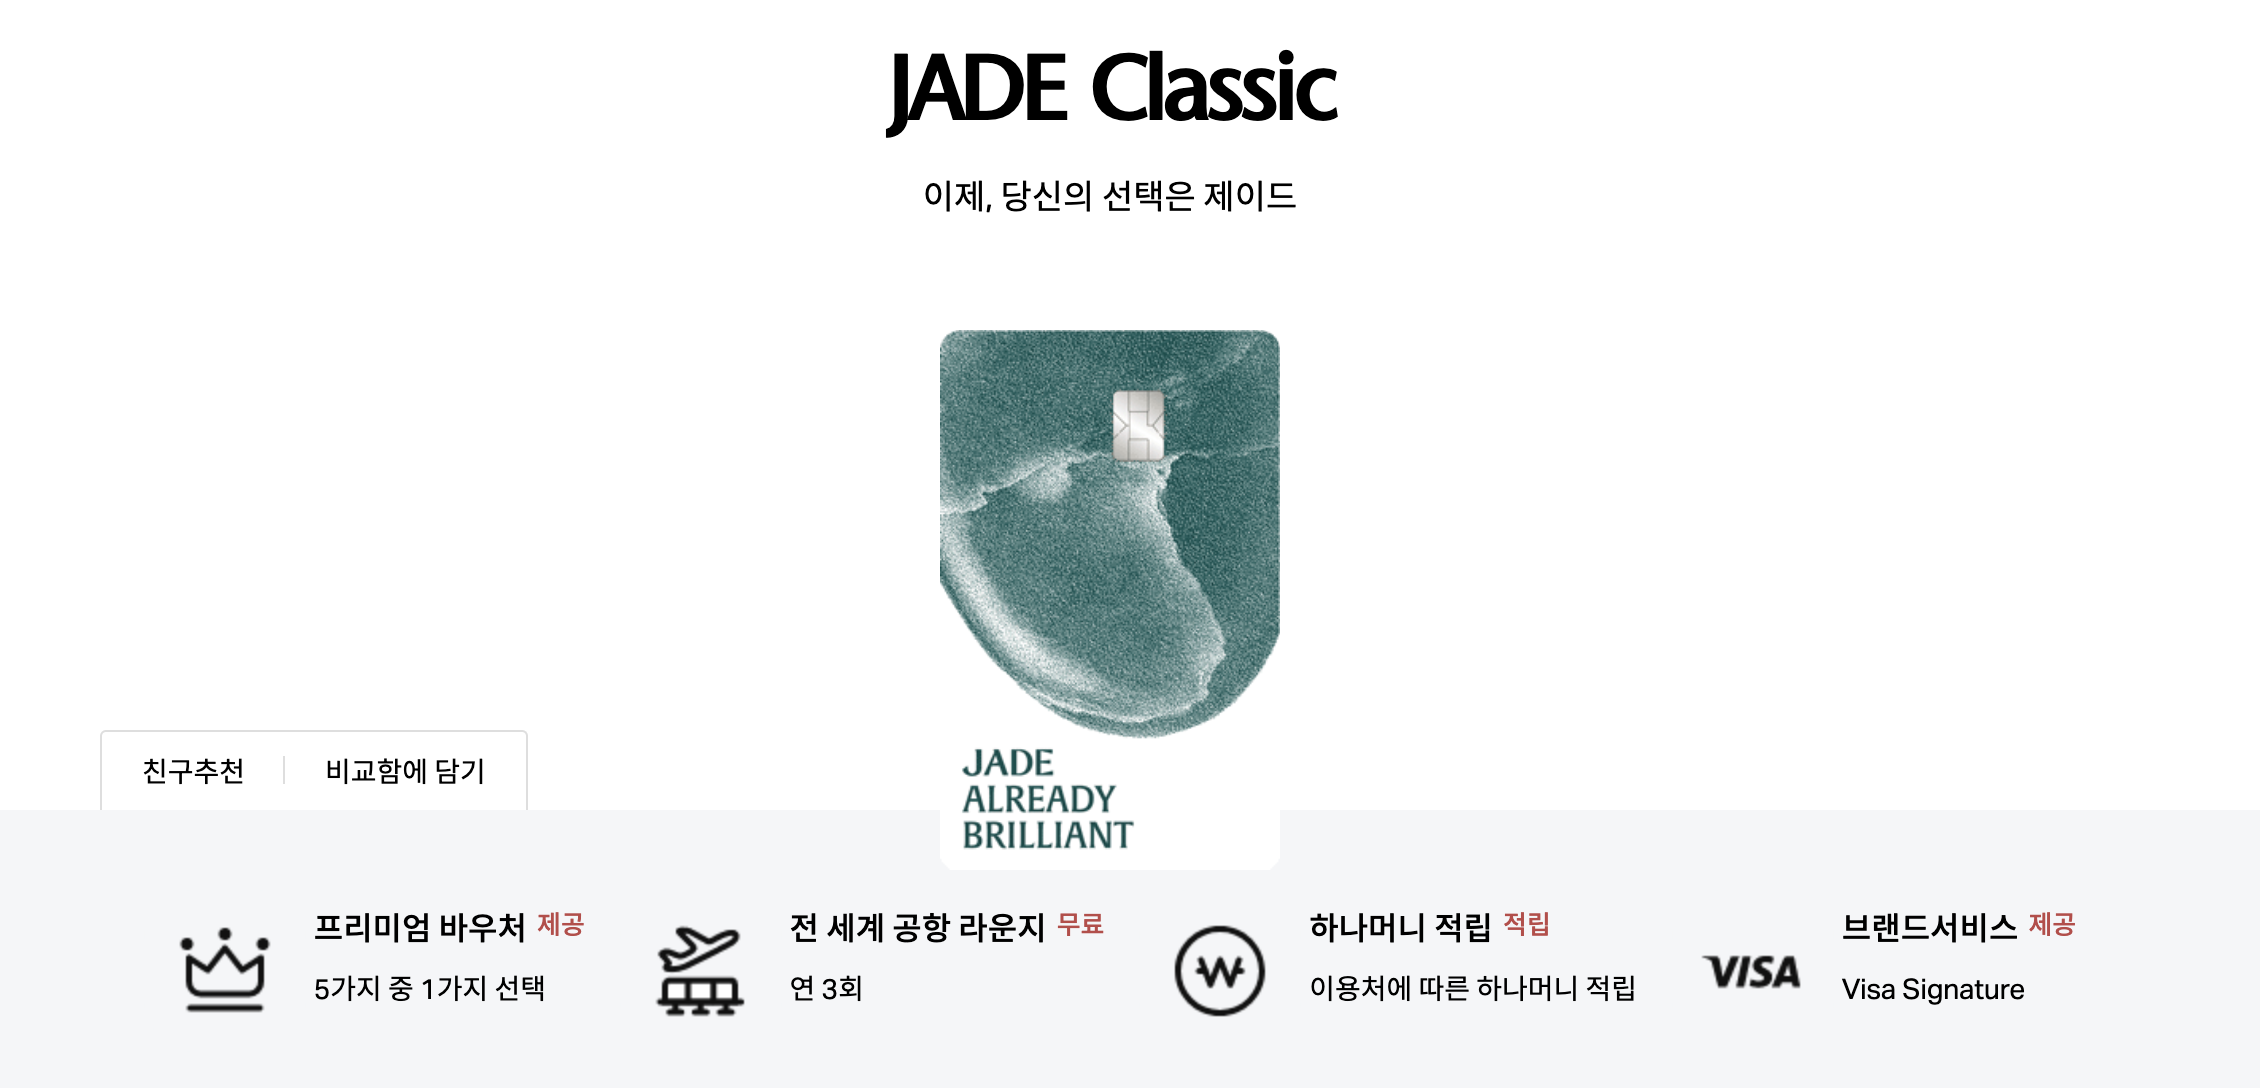 JADE Classic
이제, 당신의 선택은 제이드
JADE
ALREADY
BRILLIANT
친구추천
비교함에 담기
프리미엄 바우처 제공
5가지 중 1가지 선택
전 세계 공항 라운지 무료
연 3회
하나머니 적립 적립
이용처에 따른 하나머니 적립
VISA
브랜드서비스 제공
Visa Signature